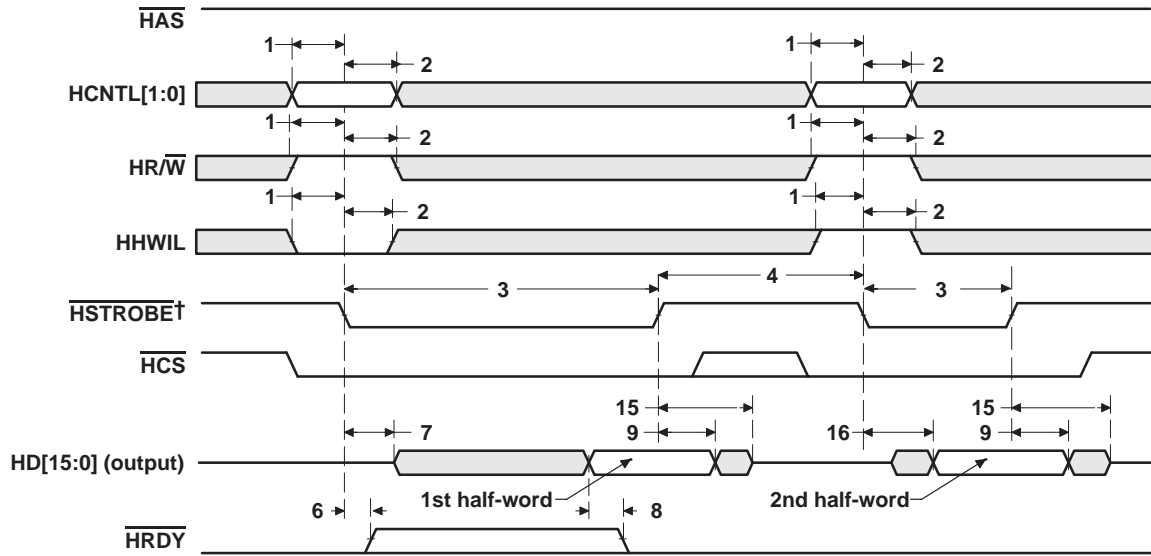 HAS
1
2
1
2
HCNTL[1:0]
1
2
1
2
HR/W
1
2
1
2
HHWIL
3
4
3
HSTROBE†
HCS
15
15
7
9
16
9
HD[15:0] (output)
1st half-word
2nd half-word
6
8
HRDY